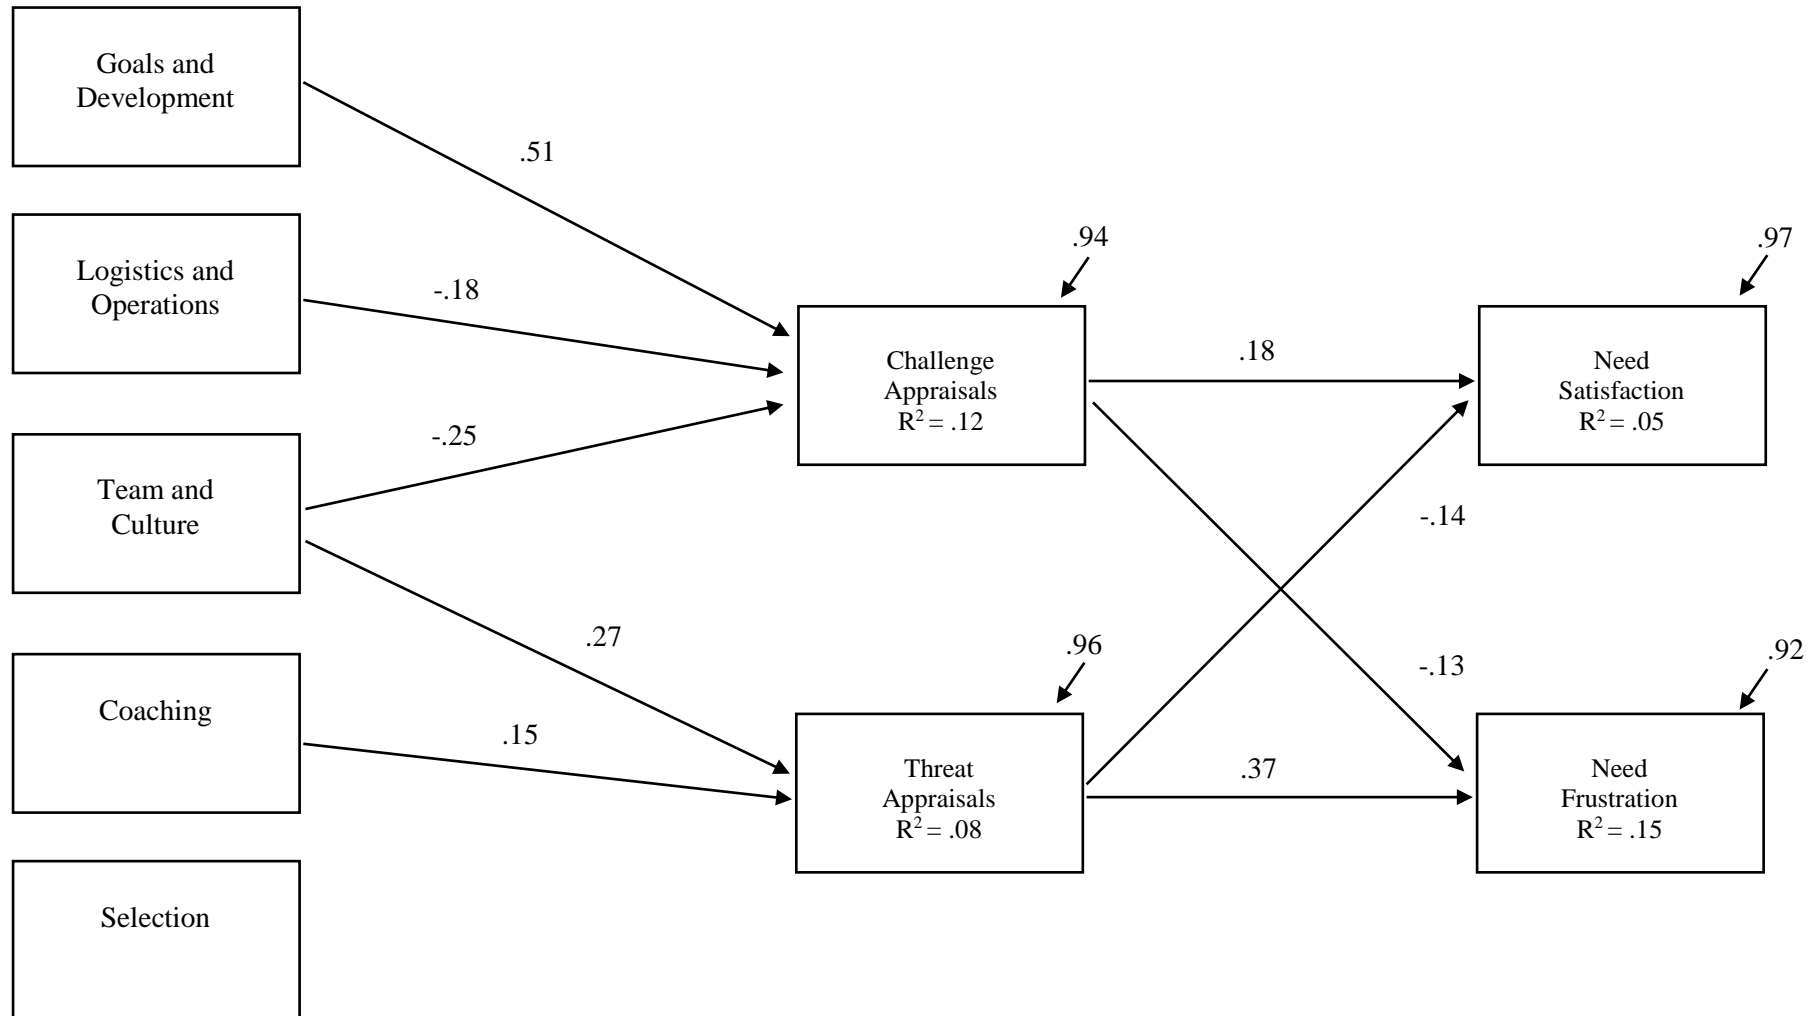 Goals and
Development
.51
Logistics and
Operations
-.18
Team and
Culture
-.25
.27
Coaching
.15
Selection
.94
Challenge
Appraisals
R² = .12
.96
Threat
Appraisals
R² = .08
.18
-.14
-.13
.37
.97
Need
Satisfaction
R² = .05
.92
Need
Frustration
R² = .15